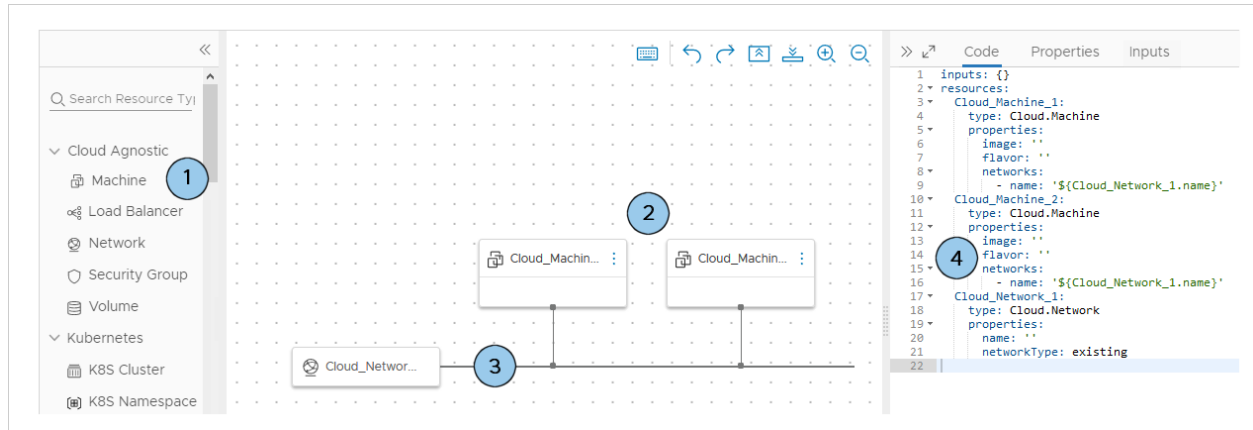 Search Resource Ty
Cloud Agnostic
Machine
1
Load Balancer
Network
Security Group
Volume
Kubernetes
K8S Cluster
K8S Namespace
2
Cloud_Machin...
Cloud_Machin...
Cloud_Networ...
3
Code Properties Inputs
1 inputs: {}
2 resources:
3 Cloud_Machine_1:
4 type: Cloud.Machine
5 properties:
6 image: ''
7 flavor: ''
8 networks:
9 - name: '${Cloud_Network_1.name}'
10 Cloud_Machine_2:
11 type: Cloud.Machine
12 properties:
13 image: ''
14 flavor: ''
15 networks:
16 - name: '${Cloud_Network_1.name}'
17 Cloud_Network_1:
18 type: Cloud.Network
19 properties:
20 name: ''
21 networkType: existing
22
4